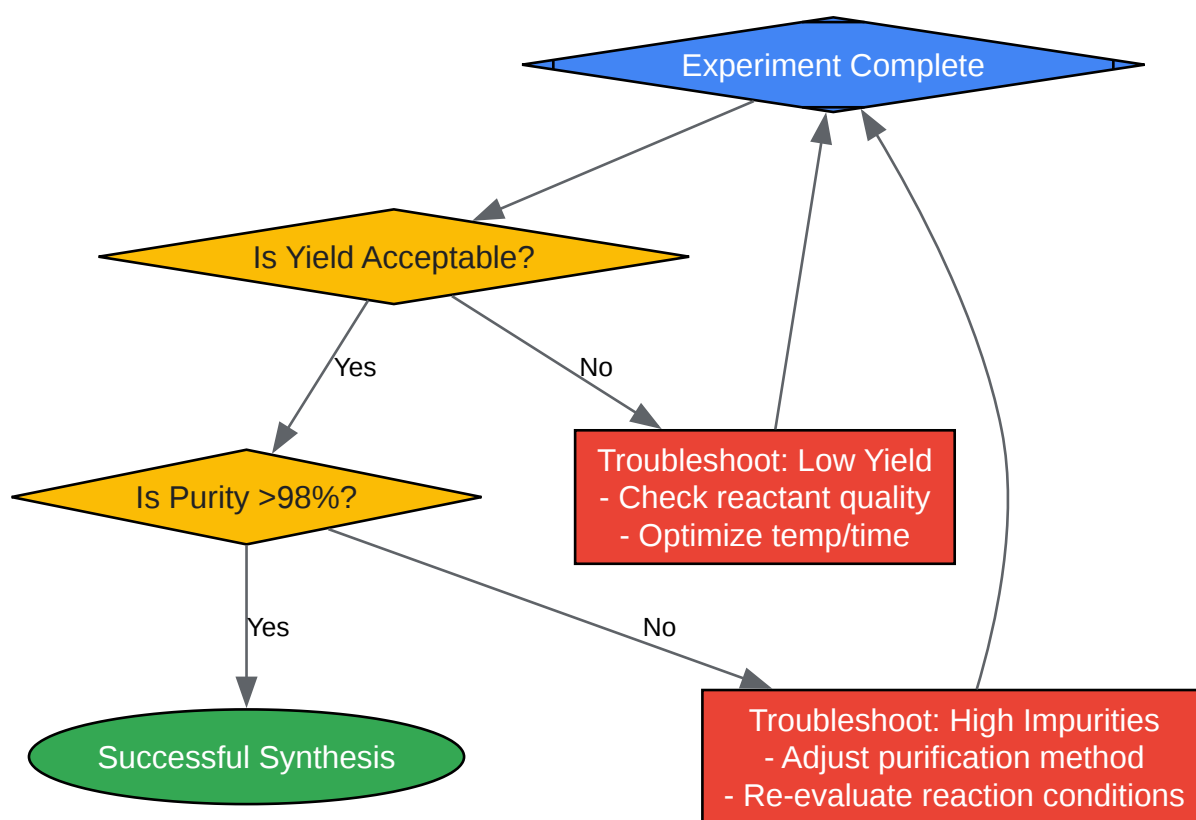 Experiment Complete
Is Yield Acceptable?
Yes
No
Troubleshoot: Low Yield
- Check reactant quality
- Optimize temp/time
Is Purity >98%?
Yes
No
Successful Synthesis
Troubleshoot: High Impurities
- Adjust purification method
- Re-evaluate reaction conditions